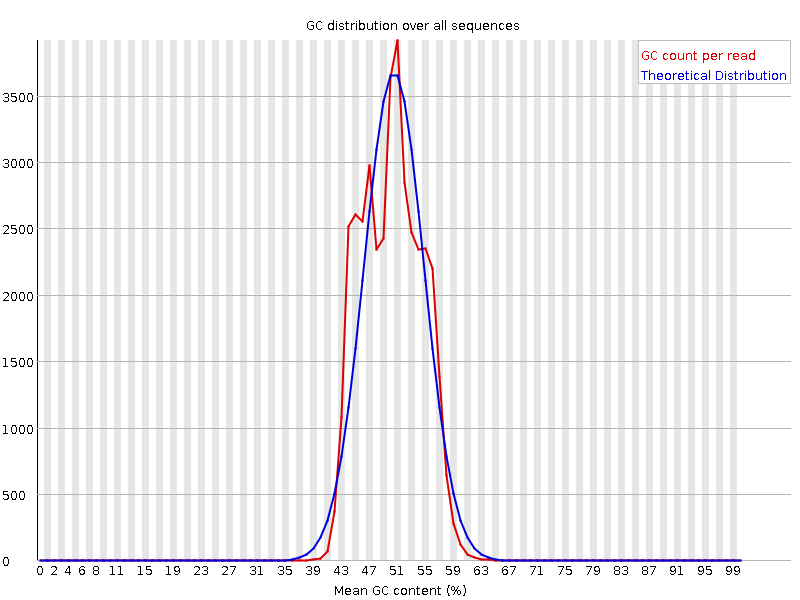 GC distribution over all sequences
GC count per read
Theoretical Distribution
3500
3000
2500
2000
1500
1000
500
0
0 2 4 6 8 11 15 19 23 27 31 35 39 43 47 51 55 59 63 67 71 75 79 83 87 91 95 99
Mean GC content (%)